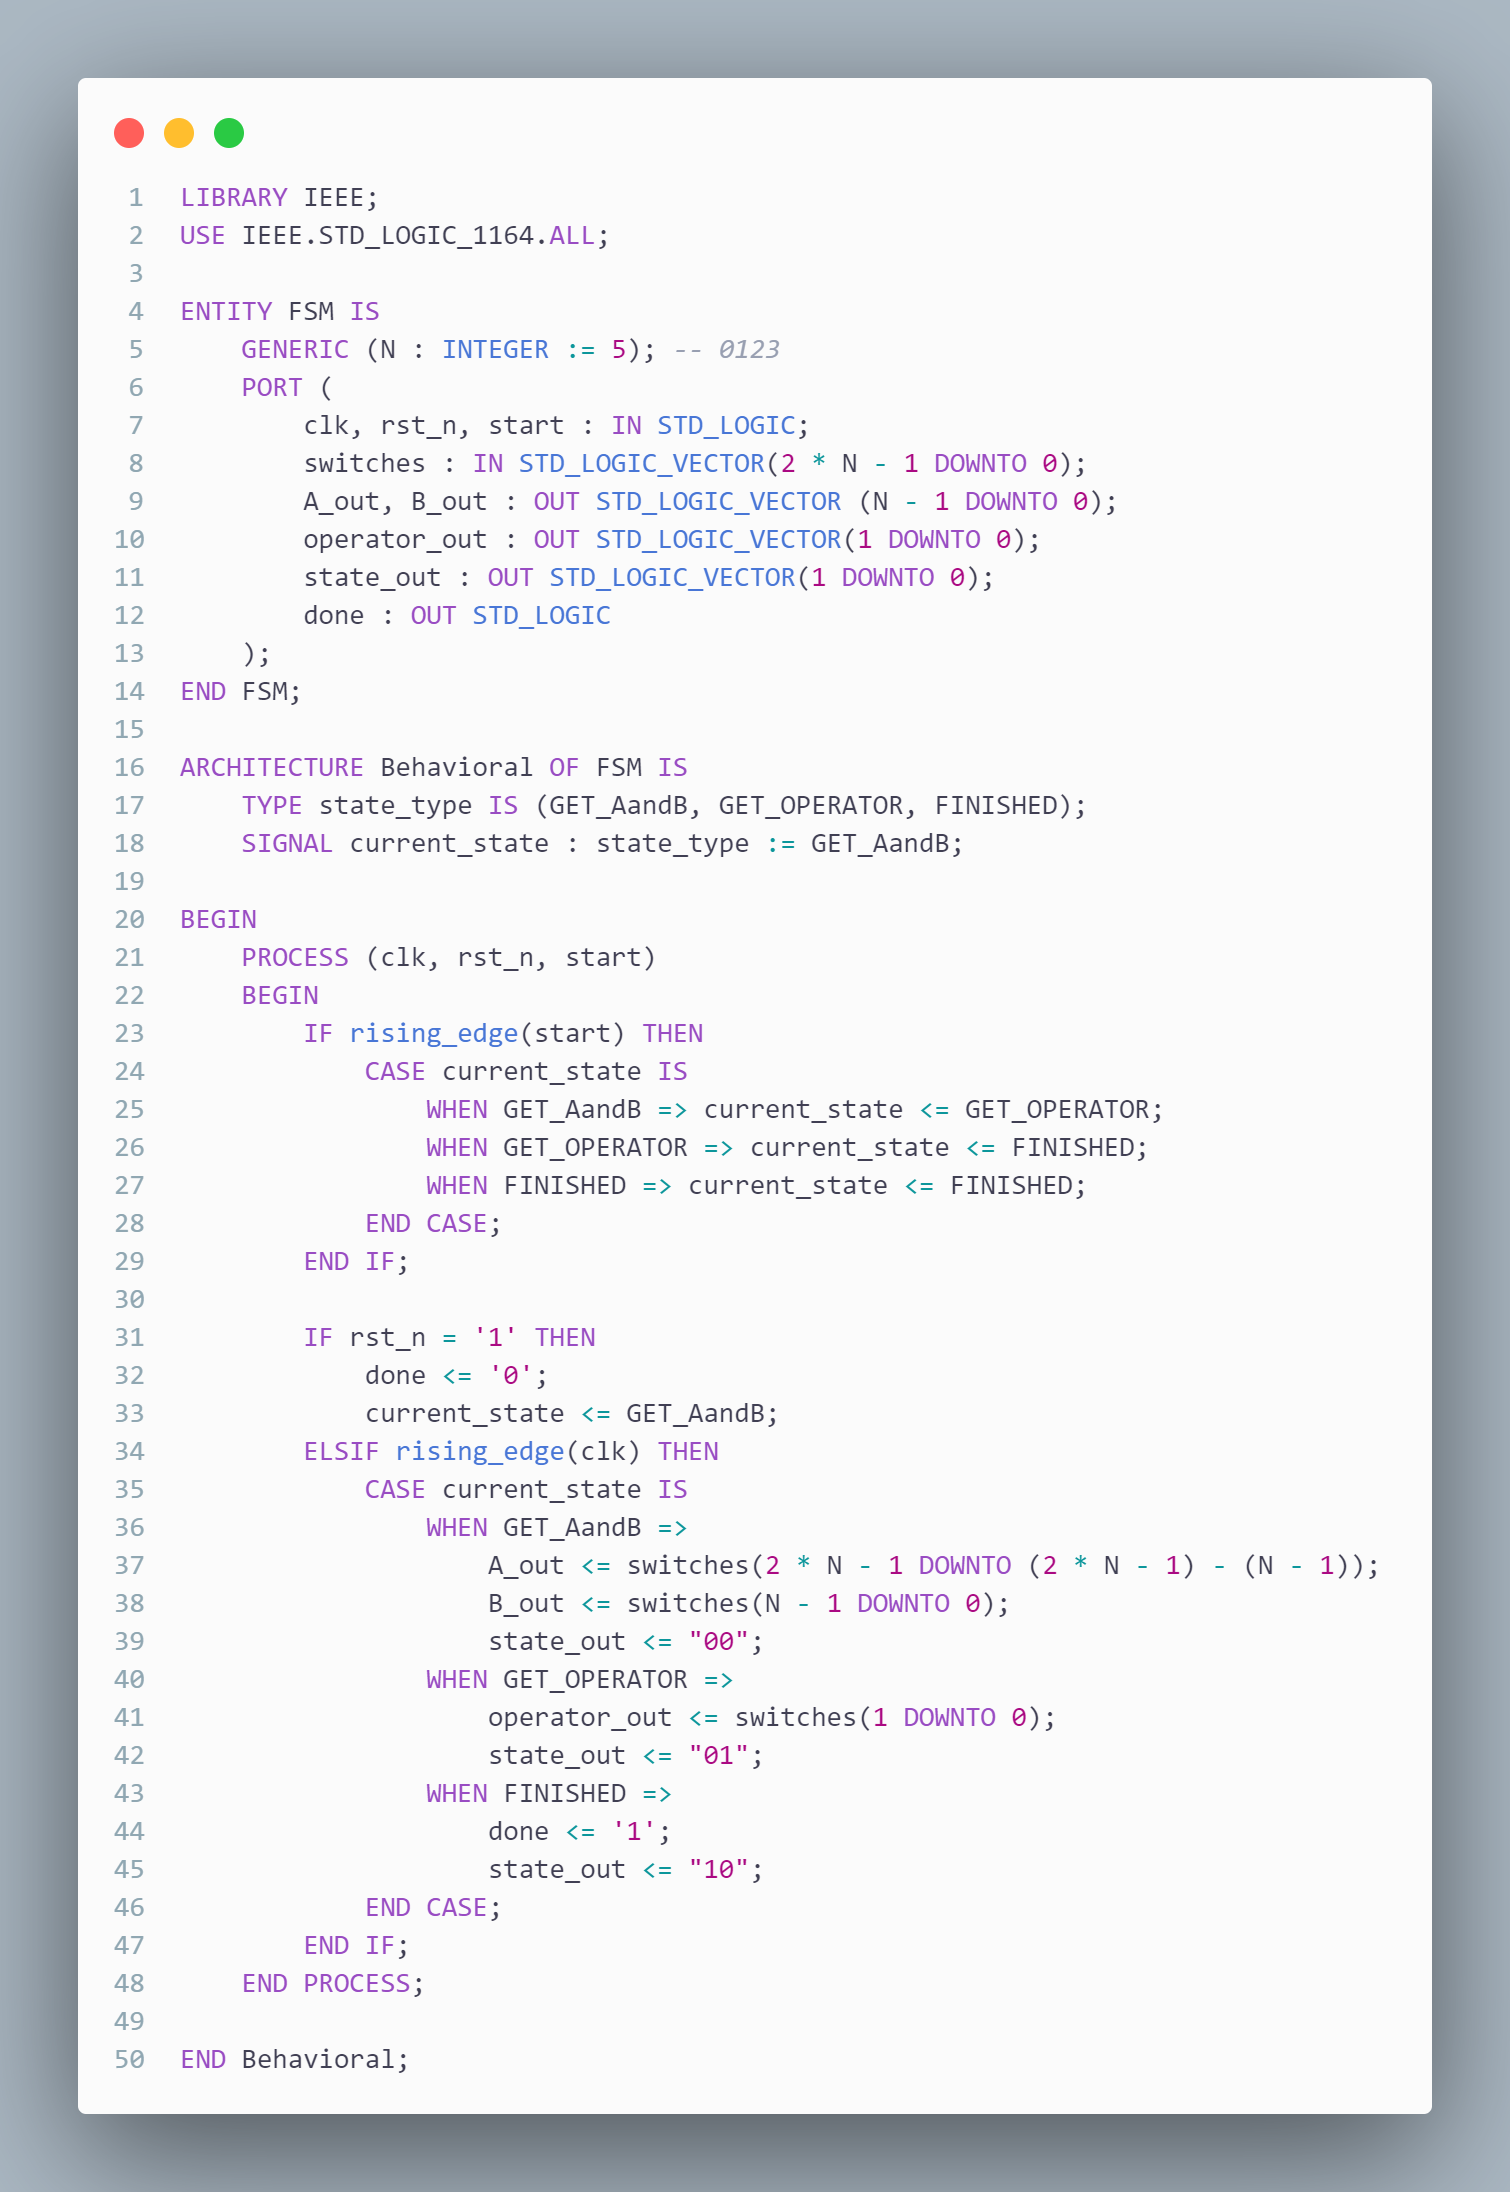 1 LIBRARY IEEE;
2 USE IEEE.STD_LOGIC_1164.ALL;
3
4 ENTITY FSM IS
5     GENERIC (N : INTEGER := 5); -- 0123
6     PORT (
7         clk, rst_n, start : IN STD_LOGIC;
8         switches : IN STD_LOGIC_VECTOR(2 * N - 1 DOWNTO 0);
9         A_out, B_out : OUT STD_LOGIC_VECTOR (N - 1 DOWNTO 0);
10         operator_out : OUT STD_LOGIC_VECTOR(1 DOWNTO 0);
11         state_out : OUT STD_LOGIC_VECTOR(1 DOWNTO 0);
12         done : OUT STD_LOGIC
13     );
14 END FSM;
15
16 ARCHITECTURE Behavioral OF FSM IS
17     TYPE state_type IS (GET_AandB, GET_OPERATOR, FINISHED);
18     SIGNAL current_state : state_type := GET_AandB;
19
20 BEGIN
21     PROCESS (clk, rst_n, start)
22     BEGIN
23         IF rising_edge(start) THEN
24             CASE current_state IS
25                 WHEN GET_AandB => current_state <= GET_OPERATOR;
26                 WHEN GET_OPERATOR => current_state <= FINISHED;
27                 WHEN FINISHED => current_state <= FINISHED;
28             END CASE;
29         END IF;
30
31         IF rst_n = '1' THEN
32             done <= '0';
33             current_state <= GET_AandB;
34         ELSIF rising_edge(clk) THEN
35             CASE current_state IS
36                 WHEN GET_AandB =>
37                     A_out <= switches(2 * N - 1 DOWNTO (2 * N - 1) - (N - 1));
38                     B_out <= switches(N - 1 DOWNTO 0);
39                     state_out <= "00";
40                 WHEN GET_OPERATOR =>
41                     operator_out <= switches(1 DOWNTO 0);
42                     state_out <= "01";
43                 WHEN FINISHED =>
44                     done <= '1';
45                     state_out <= "10";
46             END CASE;
47         END IF;
48     END PROCESS;
49
50 END Behavioral;